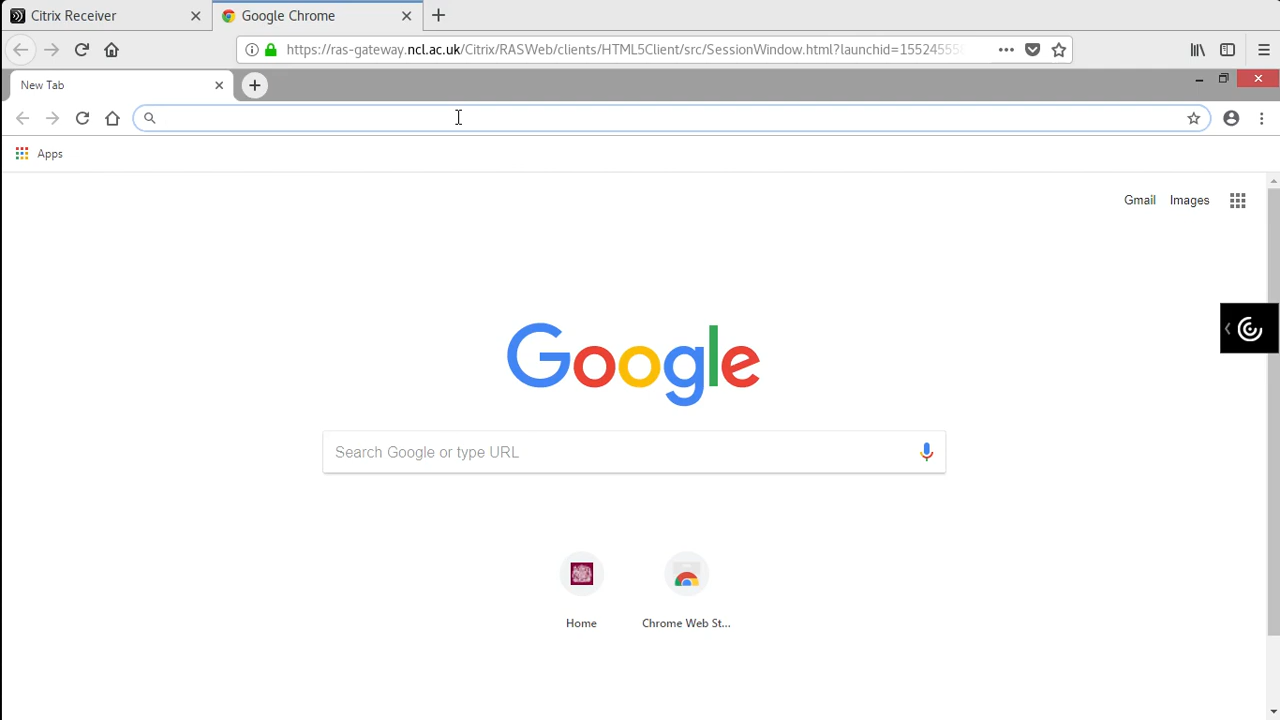 Citrix Receiver
Google Chrome
https://ras-gateway.ncl.ac.uk/Citrix/RASWeb/clients/HTML5Client/src/SessionWindow.html?launchid=15524555
New Tab
Apps
Gmail Images
Google
Search Google or type URL
Home
Chrome Web St...